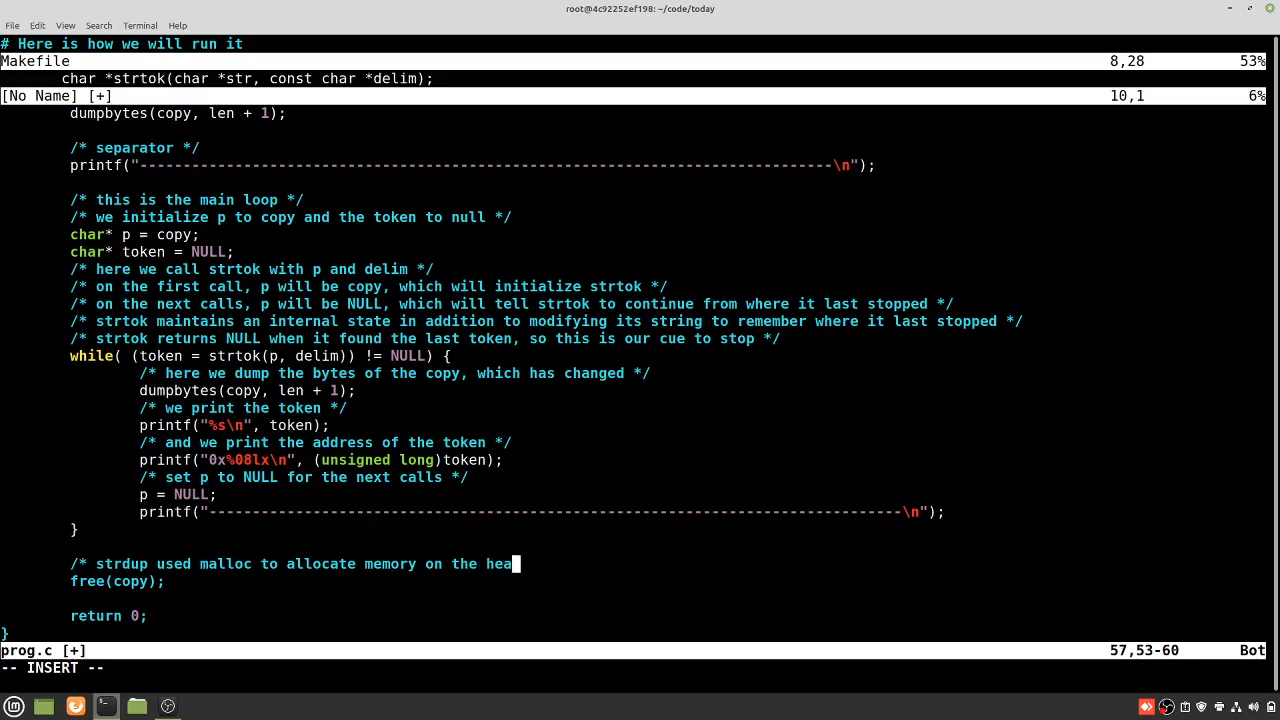 root@4c92252ef198: ~/code/today
File Edit View Search Terminal Help
# Here is how we will run it
Makefile 8,28 53%
char *strtok(char *str, const char *delim);
[No Name] [+] 10,1 6%
dumpbytes(copy, len + 1);
/* separator */
printf("--------------------------------------------------------------------------------\n");
/* this is the main loop */
/* we initialize p to copy and the token to null */
char* p = copy;
char* token = NULL;
/* here we call strtok with p and delim */
/* on the first call, p will be copy, which will initialize strtok */
/* on the next calls, p will be NULL, which will tell strtok to continue from where it last stopped */
/* strtok maintains an internal state in addition to modifying its string to remember where it last stopped */
/* strtok returns NULL when it found the last token, so this is our cue to stop */
while( (token = strtok(p, delim)) != NULL) {
/* here we dump the bytes of the copy, which has changed */
dumpbytes(copy, len + 1);
/* we print the token */
printf("%s\n", token);
/* and we print the address of the token */
printf("0x%08lx\n", (unsigned long)token);
/* set p to NULL for the next calls */
p = NULL;
printf("--------------------------------------------------------------------------------\n");
}
/* strdup used malloc to allocate memory on the hea
free(copy);
return 0;
}
prog.c [+] 57,53-60 Bot
-- INSERT --